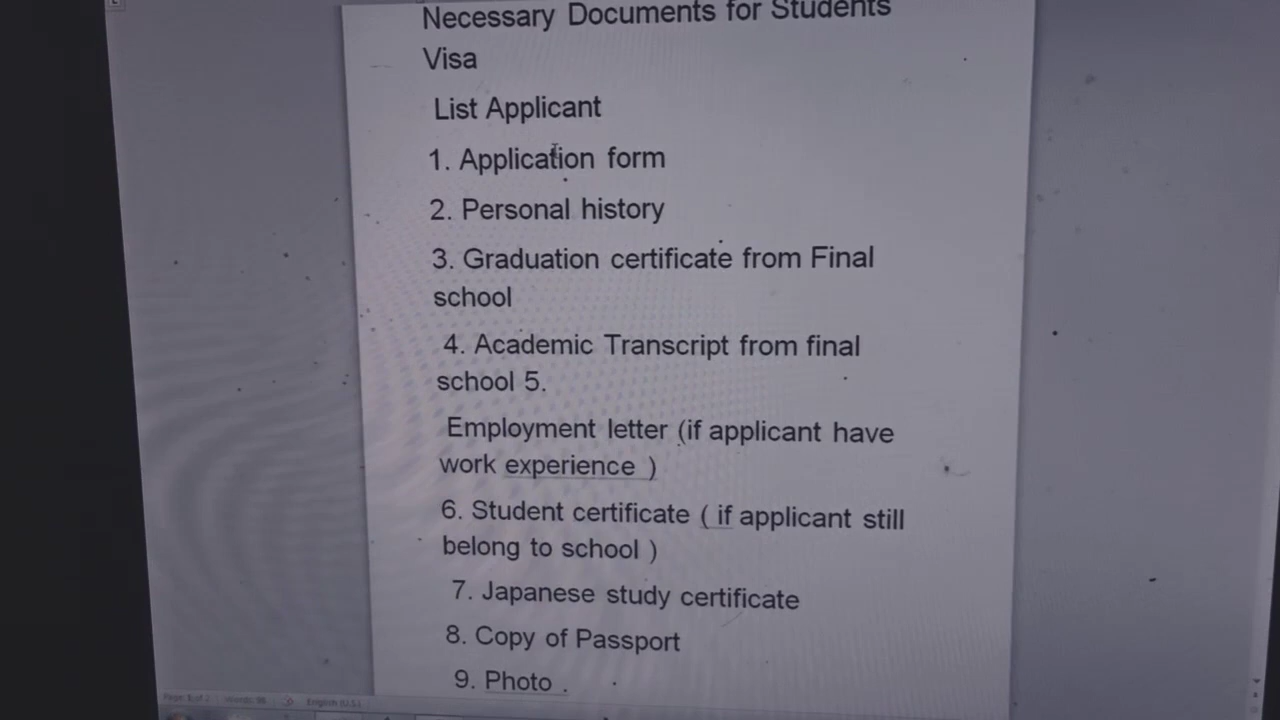 Necessary Documents for Students
Visa
List Applicant
1. Application form
2. Personal history
3. Graduation certificate from Final
school
4. Academic Transcript from final
school 5.
Employment letter (if applicant have
work experience )
6. Student certificate ( if applicant still
belong to school )
7. Japanese study certificate
8. Copy of Passport
9. Photo .
English (U.S.)